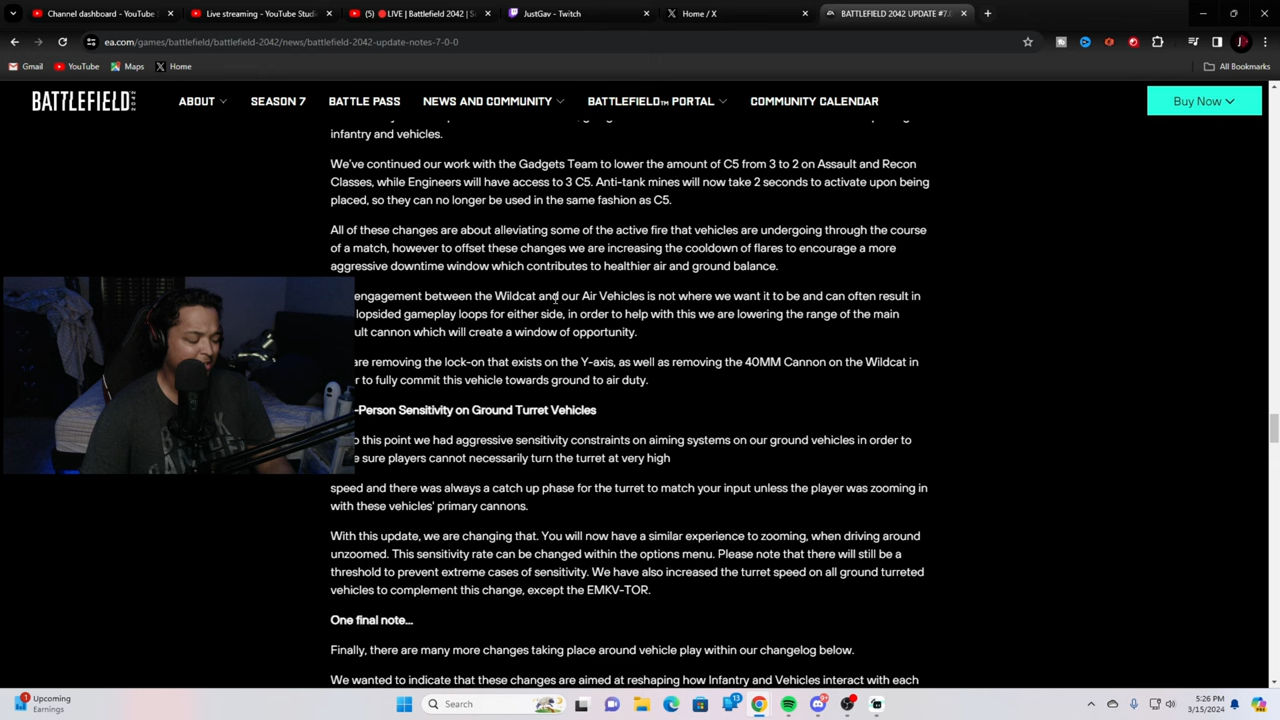 Channel dashboard - YouTube S
Live streaming - YouTube Studi
(5) 🔴LIVE | Battlefield 2042 | S
JustGav - Twitch
Home / X
BATTLEFIELD 2042 UPDATE #7.
ea.com/games/battlefield/battlefield-2042/news/battlefield-2042-update-notes-7-0-0
Gmail YouTube Maps Home All Bookmarks
BATTLEFIELD 2042 ABOUT SEASON 7 BATTLE PASS NEWS AND COMMUNITY BATTLEFIELD™ PORTAL COMMUNITY CALENDAR Buy Now
infantry and vehicles.
We've continued our work with the Gadgets Team to lower the amount of C5 from 3 to 2 on Assault and Recon
Classes, while Engineers will have access to 3 C5. Anti-tank mines will now take 2 seconds to activate upon being
placed, so they can no longer be used in the same fashion as C5.
All of these changes are about alleviating some of the active fire that vehicles are undergoing through the course
of a match, however to offset these changes we are increasing the cooldown of flares to encourage a more
aggressive downtime window which contributes to healthier air and ground balance.
engagement between the Wildcat and our Air Vehicles is not where we want it to be and can often result in
lopsided gameplay loops for either side, in order to help with this we are lowering the range of the main
ult cannon which will create a window of opportunity.
are removing the lock-on that exists on the Y-axis, as well as removing the 40MM Cannon on the Wildcat in
r to fully commit this vehicle towards ground to air duty.
-Person Sensitivity on Ground Turret Vehicles
o this point we had aggressive sensitivity constraints on aiming systems on our ground vehicles in order to
e sure players cannot necessarily turn the turret at very high
speed and there was always a catch up phase for the turret to match your input unless the player was zooming in
with these vehicles' primary cannons.
With this update, we are changing that. You will now have a similar experience to zooming, when driving around
unzoomed. This sensitivity rate can be changed within the options menu. Please note that there will still be a
threshold to prevent extreme cases of sensitivity. We have also increased the turret speed on all ground turreted
vehicles to complement this change, except the EMKV-TOR.
One final note...
Finally, there are many more changes taking place around vehicle play within our changelog below.
We wanted to indicate that these changes are aimed at reshaping how Infantry and Vehicles interact with each
Upcoming
Earnings
Search
5:26 PM
3/15/2024